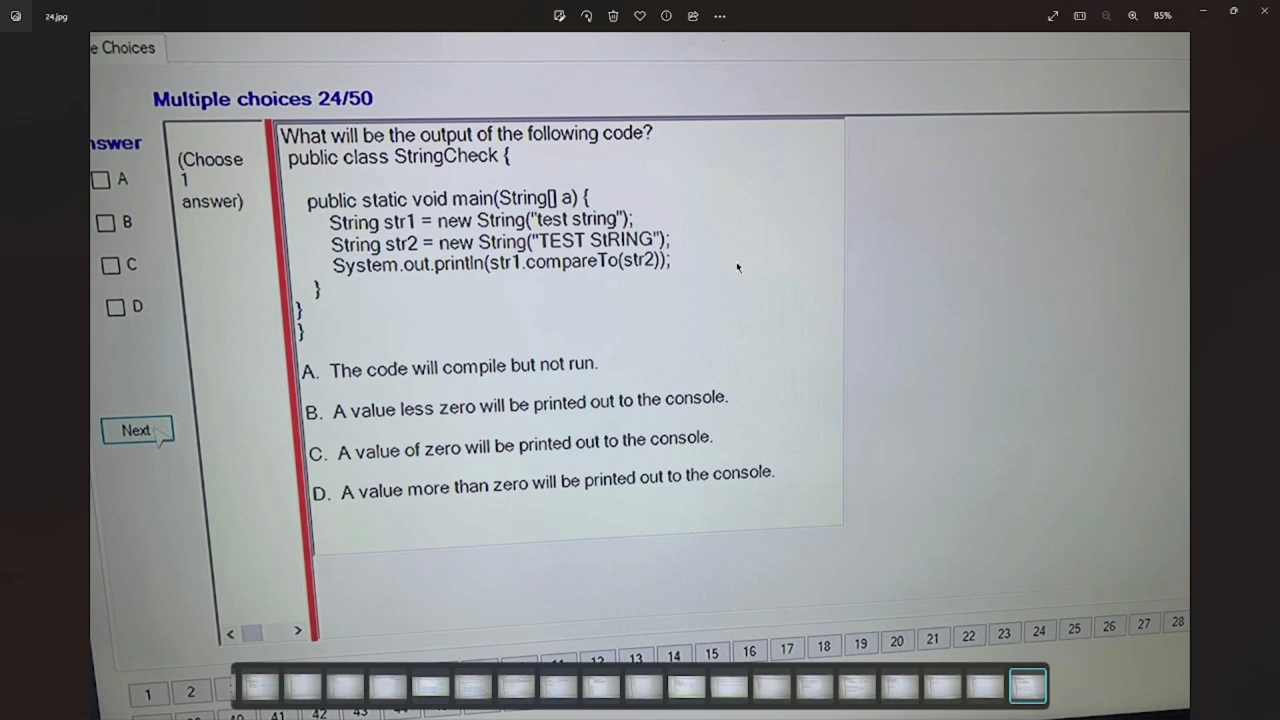 24.jpg
85%
e Choices
Multiple choices 24/50
nswer
A
B
C
D
(Choose
1
answer)
What will be the output of the following code?
public class StringCheck {
public static void main(String[] a) {
String str1 = new String("test string");
String str2 = new String("TEST StRING");
System.out.println(str1.compareTo(str2));
}
}
}
A. The code will compile but not run.
B. A value less zero will be printed out to the console.
C. A value of zero will be printed out to the console.
D. A value more than zero will be printed out to the console.
Next
< >
1 2 12 13 14 15 16 17 18 19 20 21 22 23 24 25 26 27 28
40 41 42 43